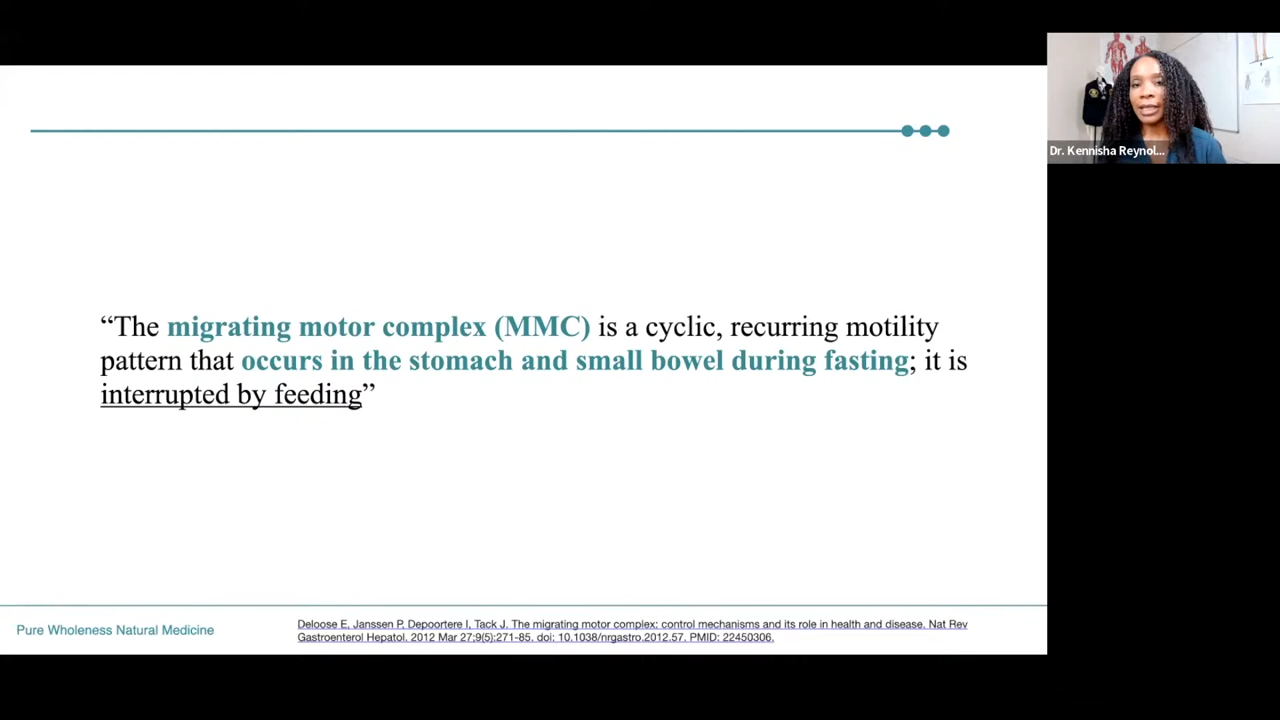 Dr. Kennisha Reynol...
“The migrating motor complex (MMC) is a cyclic, recurring motility
pattern that occurs in the stomach and small bowel during fasting; it is
interrupted by feeding”
Pure Wholeness Natural Medicine
Deloose E, Janssen P, Depoortere I, Tack J. The migrating motor complex: control mechanisms and its role in health and disease. Nat Rev
Gastroenterol Hepatol. 2012 Mar 27;9(5):271-85. doi: 10.1038/nrgastro.2012.57. PMID: 22450306.